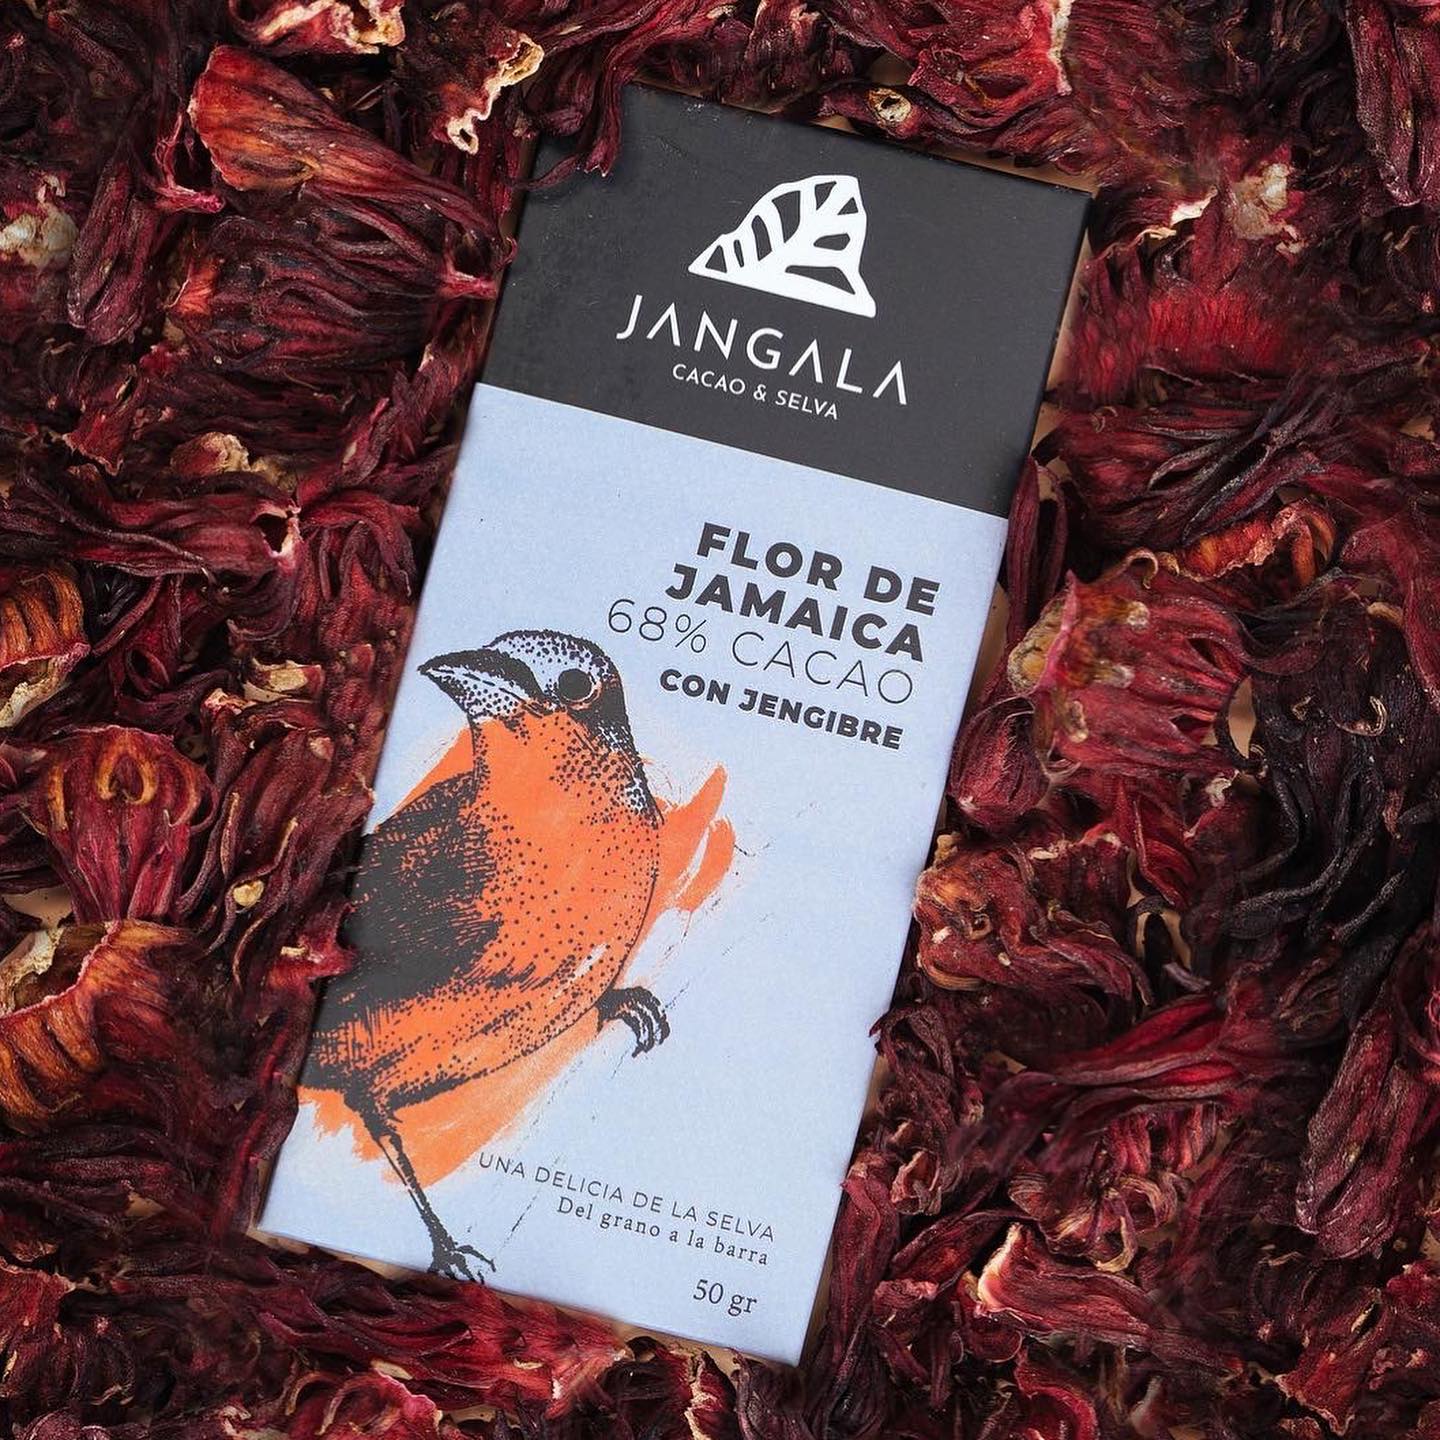 JANGALA
CACAO & SELVA
FLOR DE
JAMAICA
68% CACAO
CON JENGIBRE
UNA DELICIA DE LA SELVA
Del grano a la barra
50 gr